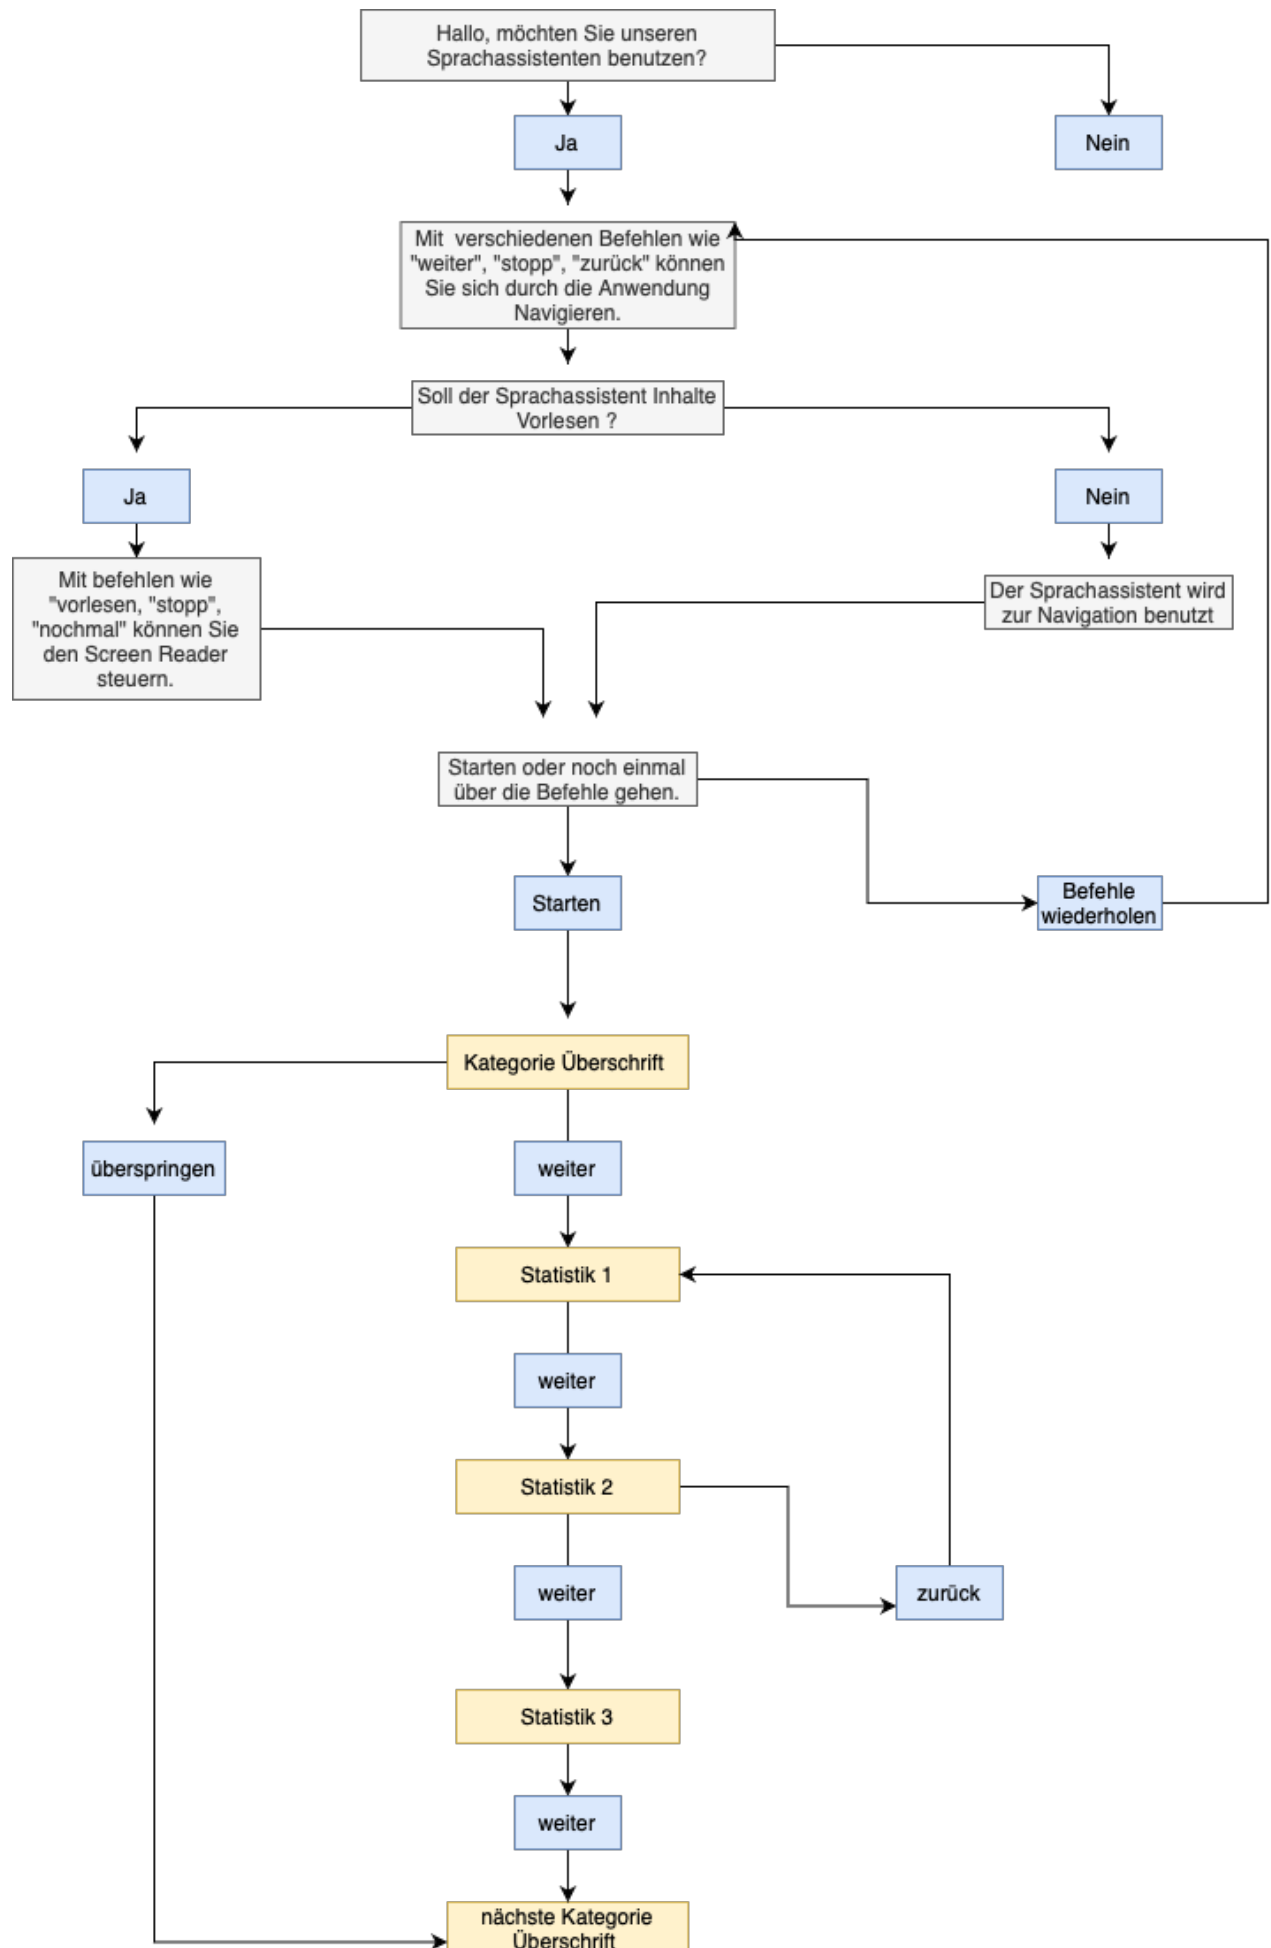 Hallo, möchten Sie unseren
Sprachassistenten benutzen?
Ja
Nein
Mit  verschiedenen Befehlen wie
"weiter", "stopp", "zurück" können
Sie sich durch die Anwendung
Navigieren.
Soll der Sprachassistent Inhalte
Vorlesen ?
Ja
Nein
Mit befehlen wie
"vorlesen, "stopp",
"nochmal" können Sie
den Screen Reader
steuern.
Der Sprachassistent wird
zur Navigation benutzt
Starten oder noch einmal
über die Befehle gehen.
Starten
Befehle
wiederholen
Kategorie Überschrift
überspringen
weiter
Statistik 1
weiter
Statistik 2
weiter
zurück
Statistik 3
weiter
nächste Kategorie
Überschrift